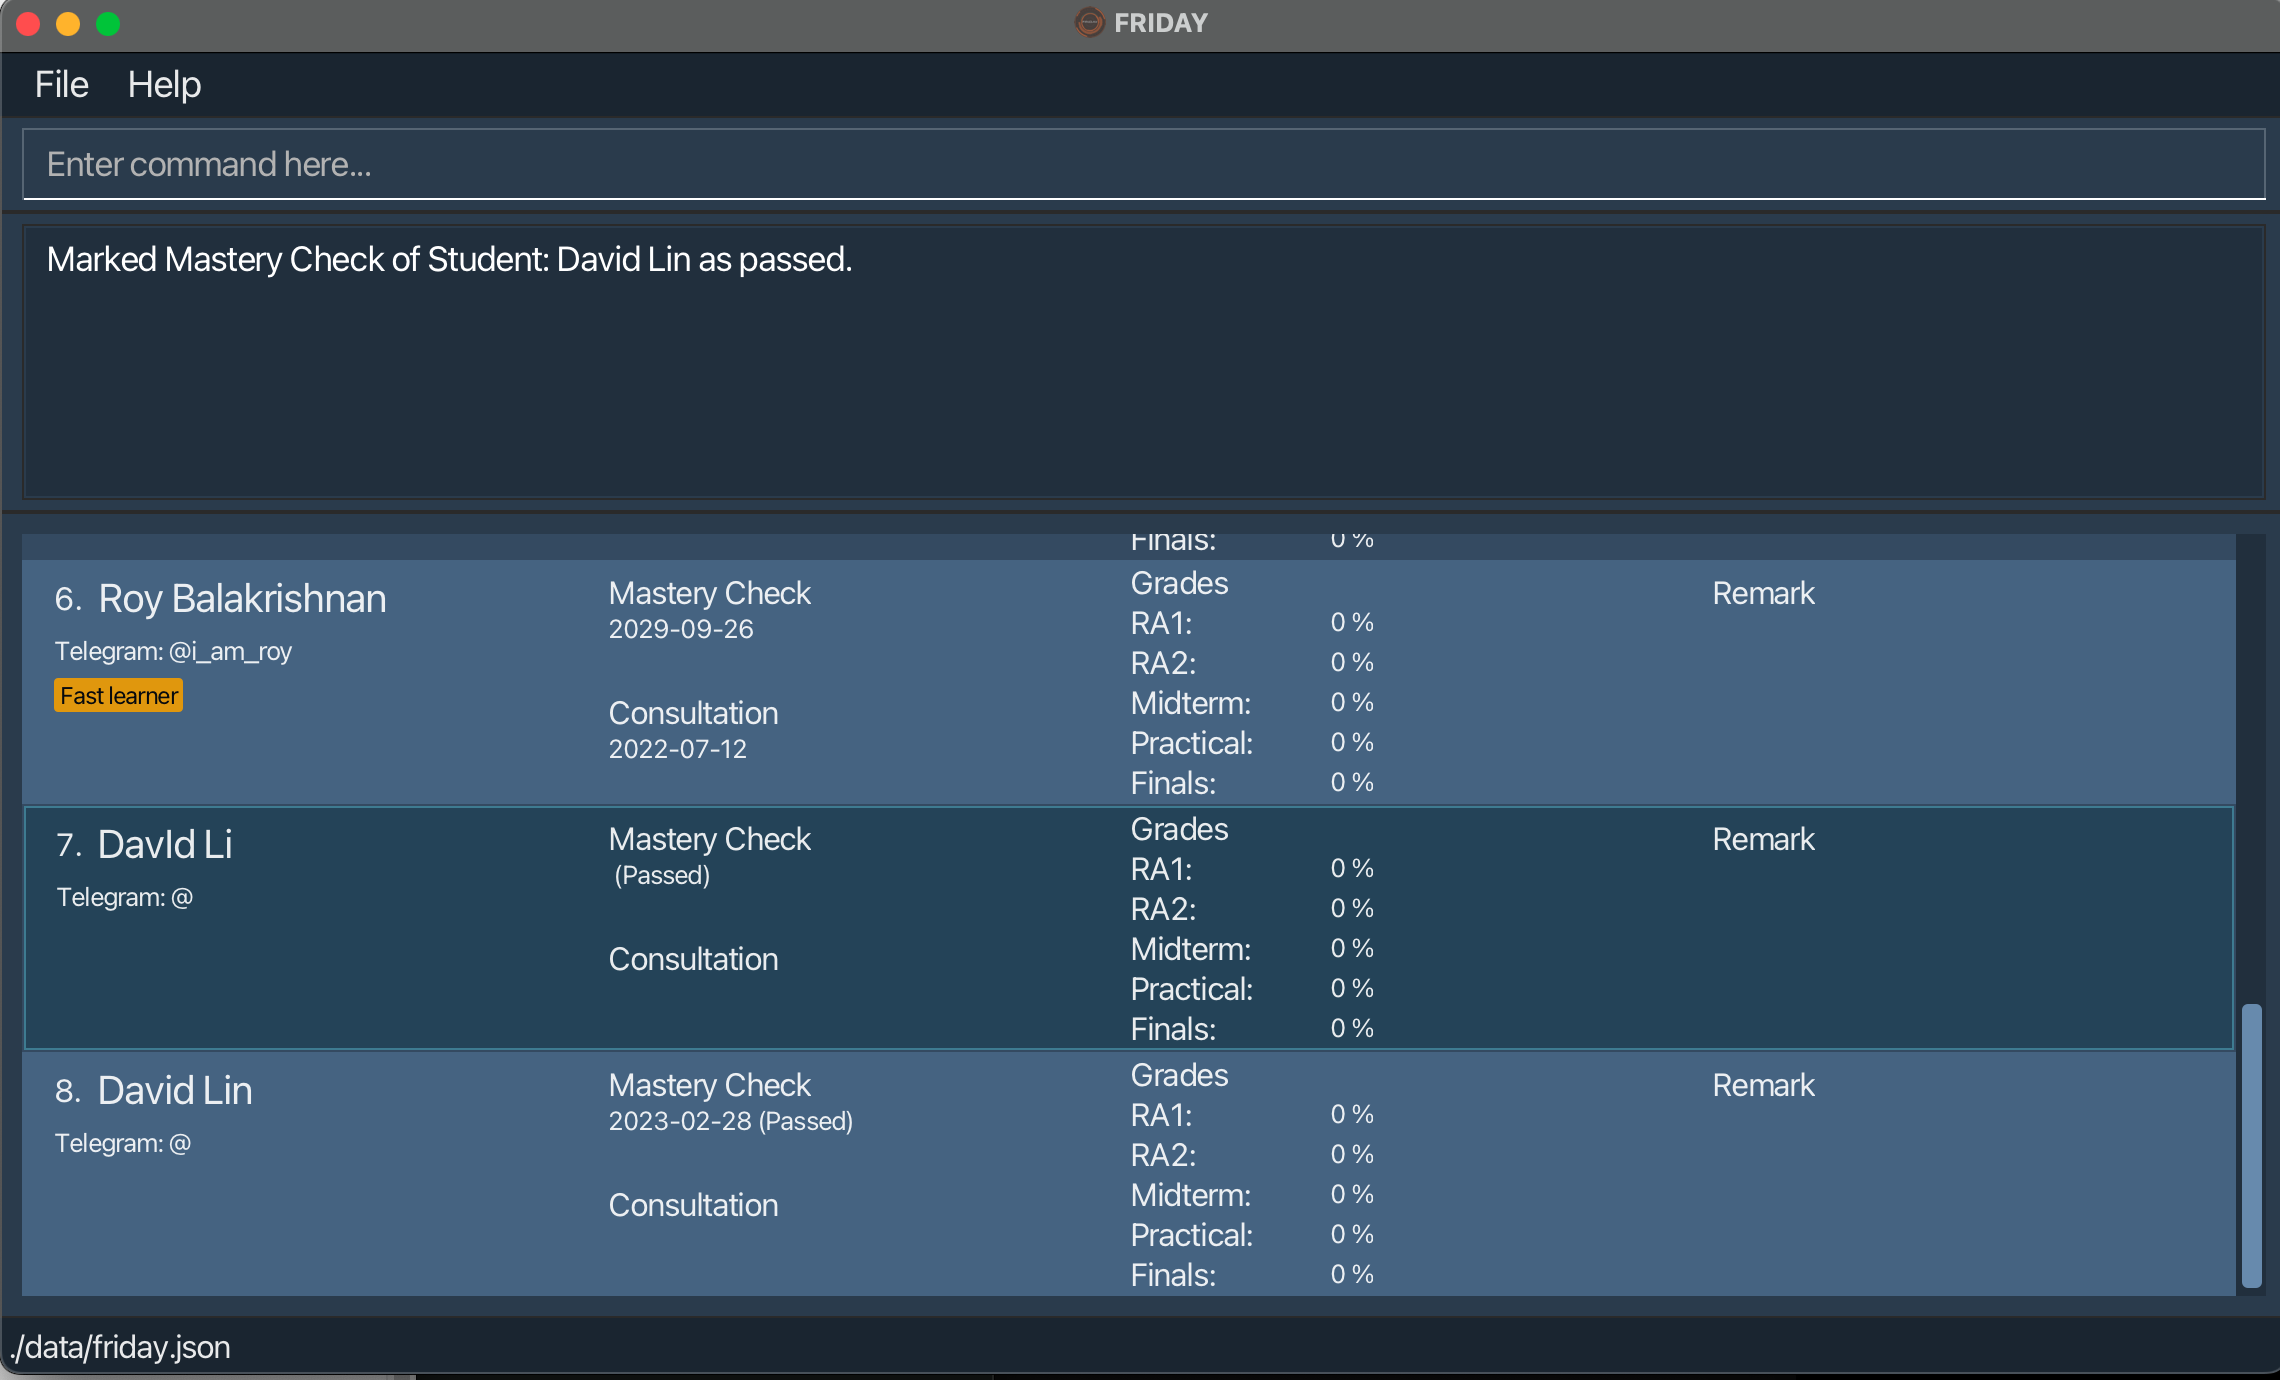 FRIDAY
File Help
Enter command here...
Marked Mastery Check of Student: David Lin as passed.
Finals: 0 %
6. Roy Balakrishnan
Telegram: @i_am_roy
Fast learner
Mastery Check
2029-09-26
Consultation
2022-07-12
Grades
RA1: 0 %
RA2: 0 %
Midterm: 0 %
Practical: 0 %
Finals: 0 %
Remark
7. DavId Li
Telegram: @
Mastery Check
(Passed)
Consultation
Grades
RA1: 0 %
RA2: 0 %
Midterm: 0 %
Practical: 0 %
Finals: 0 %
Remark
8. David Lin
Telegram: @
Mastery Check
2023-02-28 (Passed)
Consultation
Grades
RA1: 0 %
RA2: 0 %
Midterm: 0 %
Practical: 0 %
Finals: 0 %
Remark
./data/friday.json